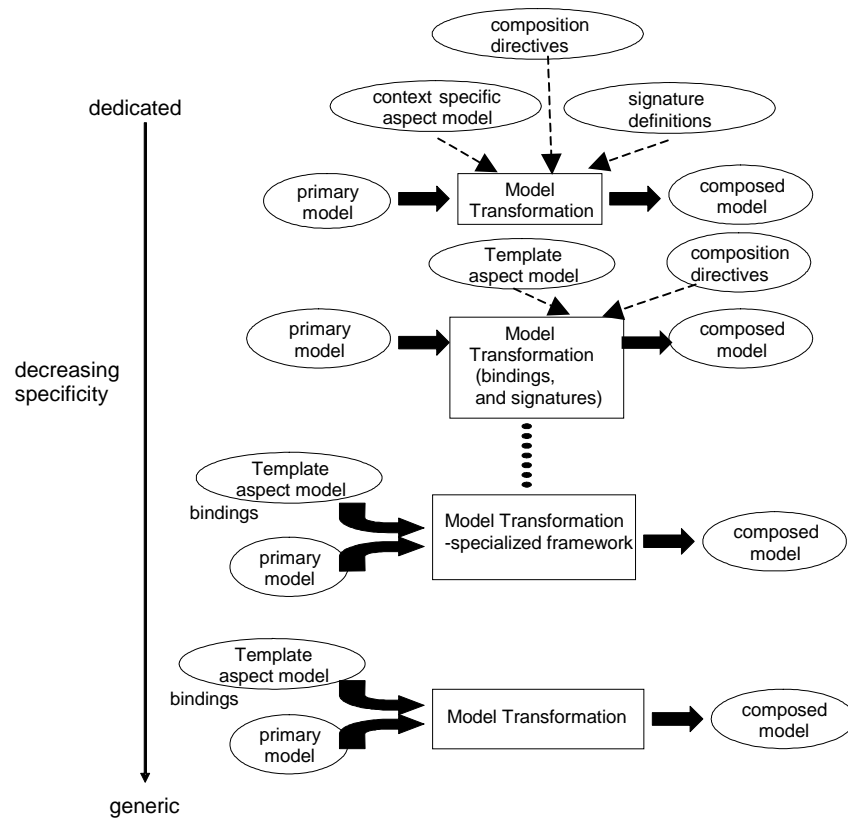 composition
directives
dedicated
context specific
aspect model
signature
definitions
primary
model
Model
Transformation
composed
model
Template
aspect model
composition
directives
primary
model
Model
Transformation
(bindings,
and signatures)
composed
model
decreasing
specificity
Template
aspect model
bindings
primary
model
Model Transformation
-specialized framework
composed
model
Template
aspect model
bindings
primary
model
Model Transformation
composed
model
generic